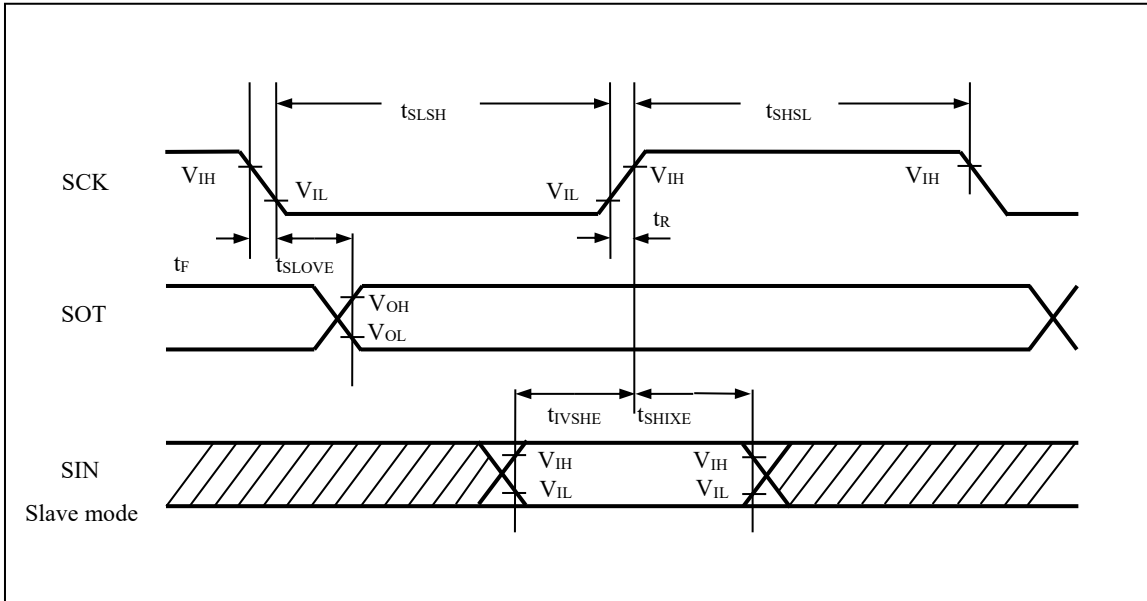 tSLSH tSHSL
SCK VIH VIL VIL VIH VIH
tR
tF tSLOVE
SOT VOH
VOL
tIVSHE tSHIXE
SIN VIH VIH
VIL VIL
Slave mode